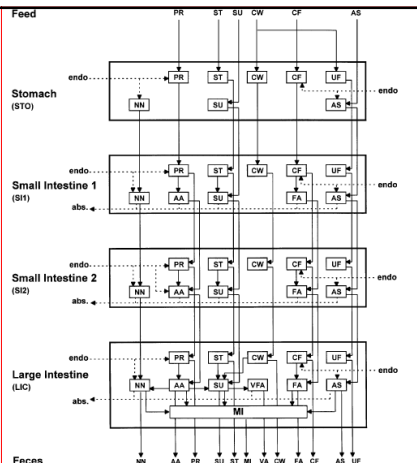 Feed PR ST SU CW CF AS
endo PR ST CW CF UF
Stomach
(STO) NN SU AS endo
endo PR ST CW CF UF
Small Intestine 1 endo
(SI1) NN AA SU FA AS
abs.
endo PR ST CW CF UF
Small Intestine 2 endo
(SI2) NN AA SU FA AS
abs.
endo PR ST CW CF UF
Large Intestine
(LIC) NN AA SU VFA FA AS endo
abs.
MI
Feces NN AA PR SU ST MI VA CW FA CF AS UF